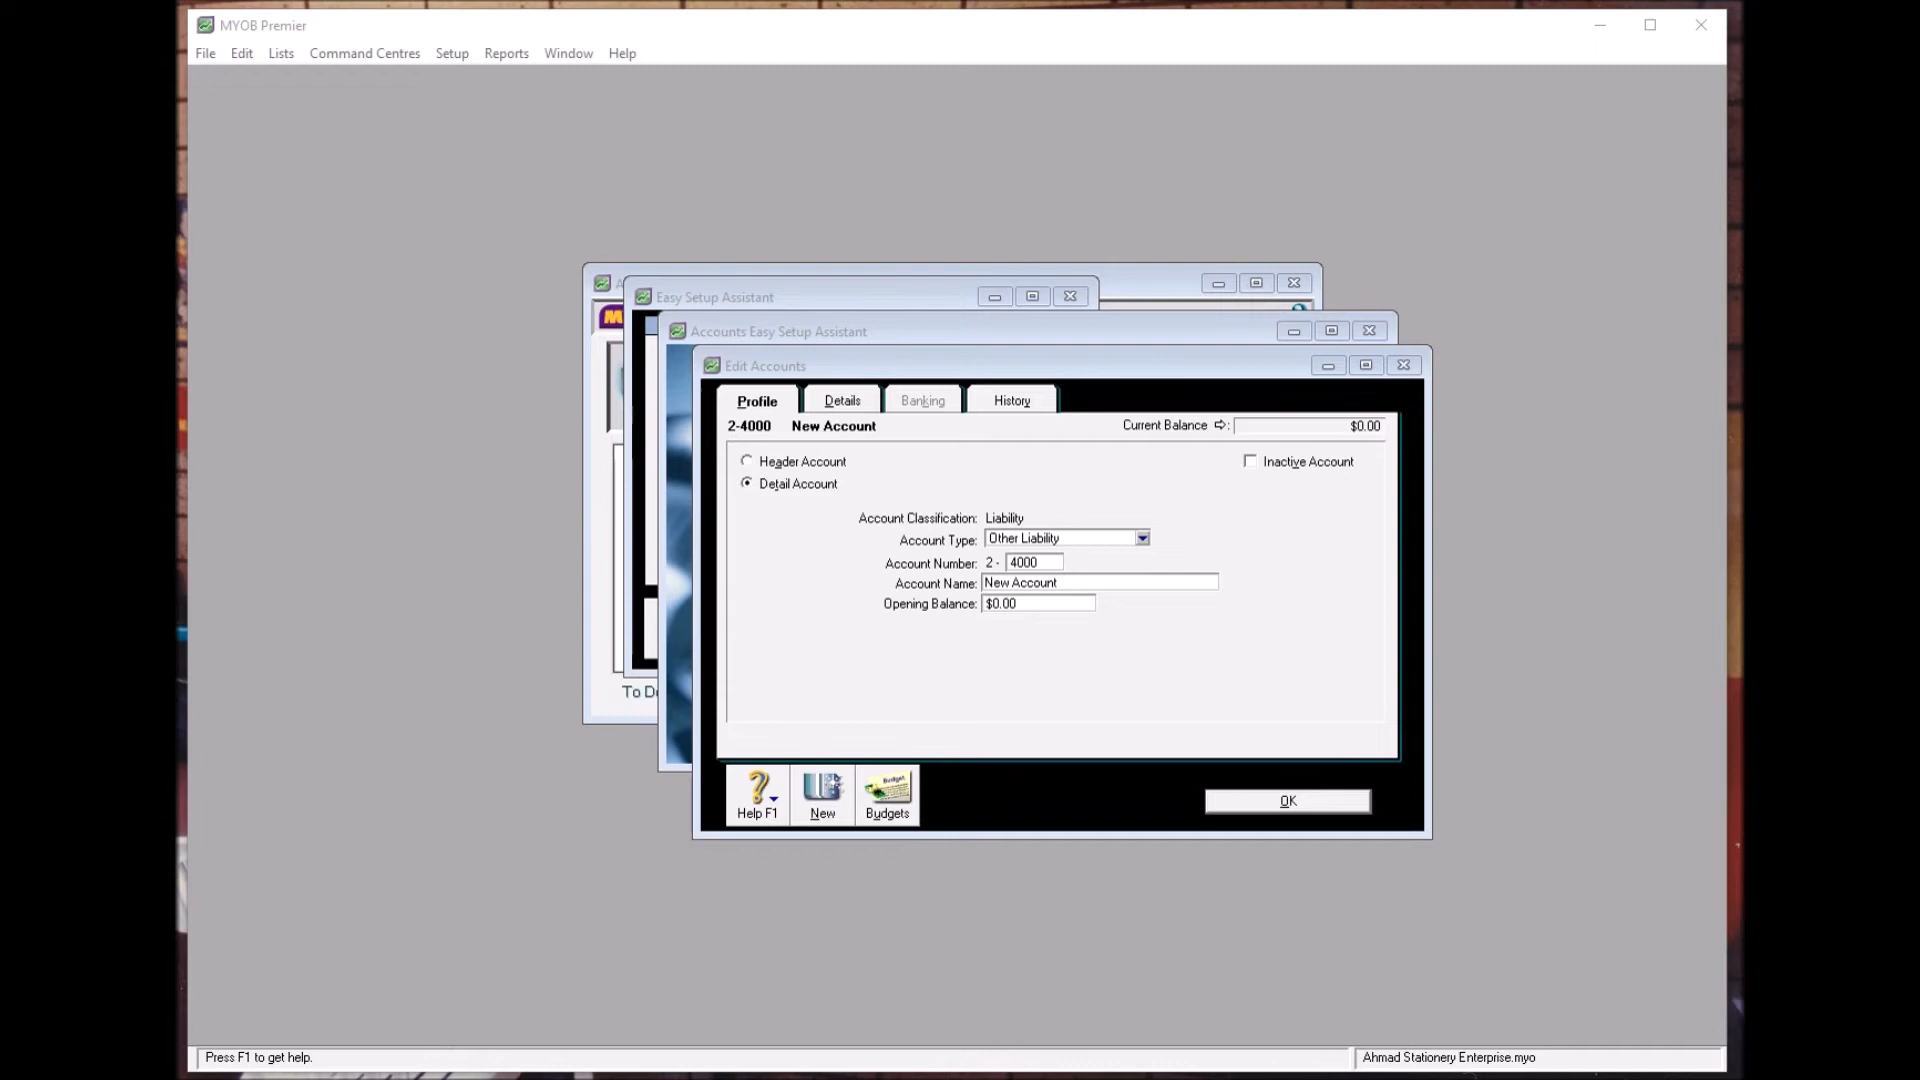 MYOB Premier
File Edit Lists Command Centres Setup Reports Window Help
Easy Setup Assistant
Accounts Easy Setup Assistant
Edit Accounts
Profile Details Banking History
2-4000 New Account Current Balance ⇨: $0.00
Header Account Inactive Account
Detail Account
Account Classification: Liability
Account Type: Other Liability
Account Number: 2 - 4000
Account Name: New Account
Opening Balance: $0.00
To D
Help F1 New Budgets OK
Press F1 to get help. Ahmad Stationery Enterprise.myo